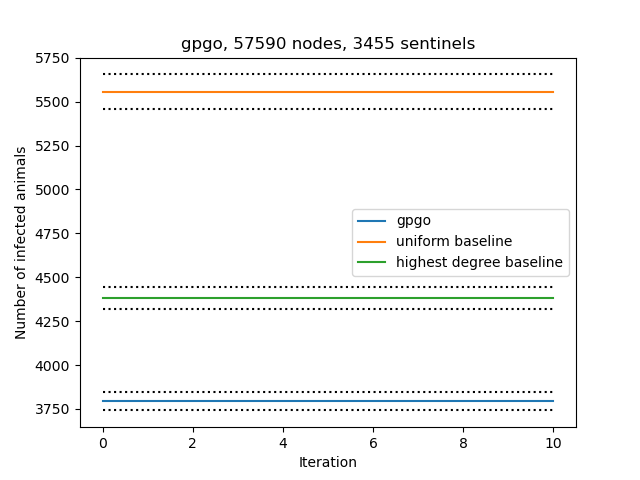 gpgo, 57590 nodes, 3455 sentinels
5750
5500
5250
5000
4750
4500
4250
4000
3750
Number of infected animals
gpgo
uniform baseline
highest degree baseline
0 2 4 6 8 10
Iteration